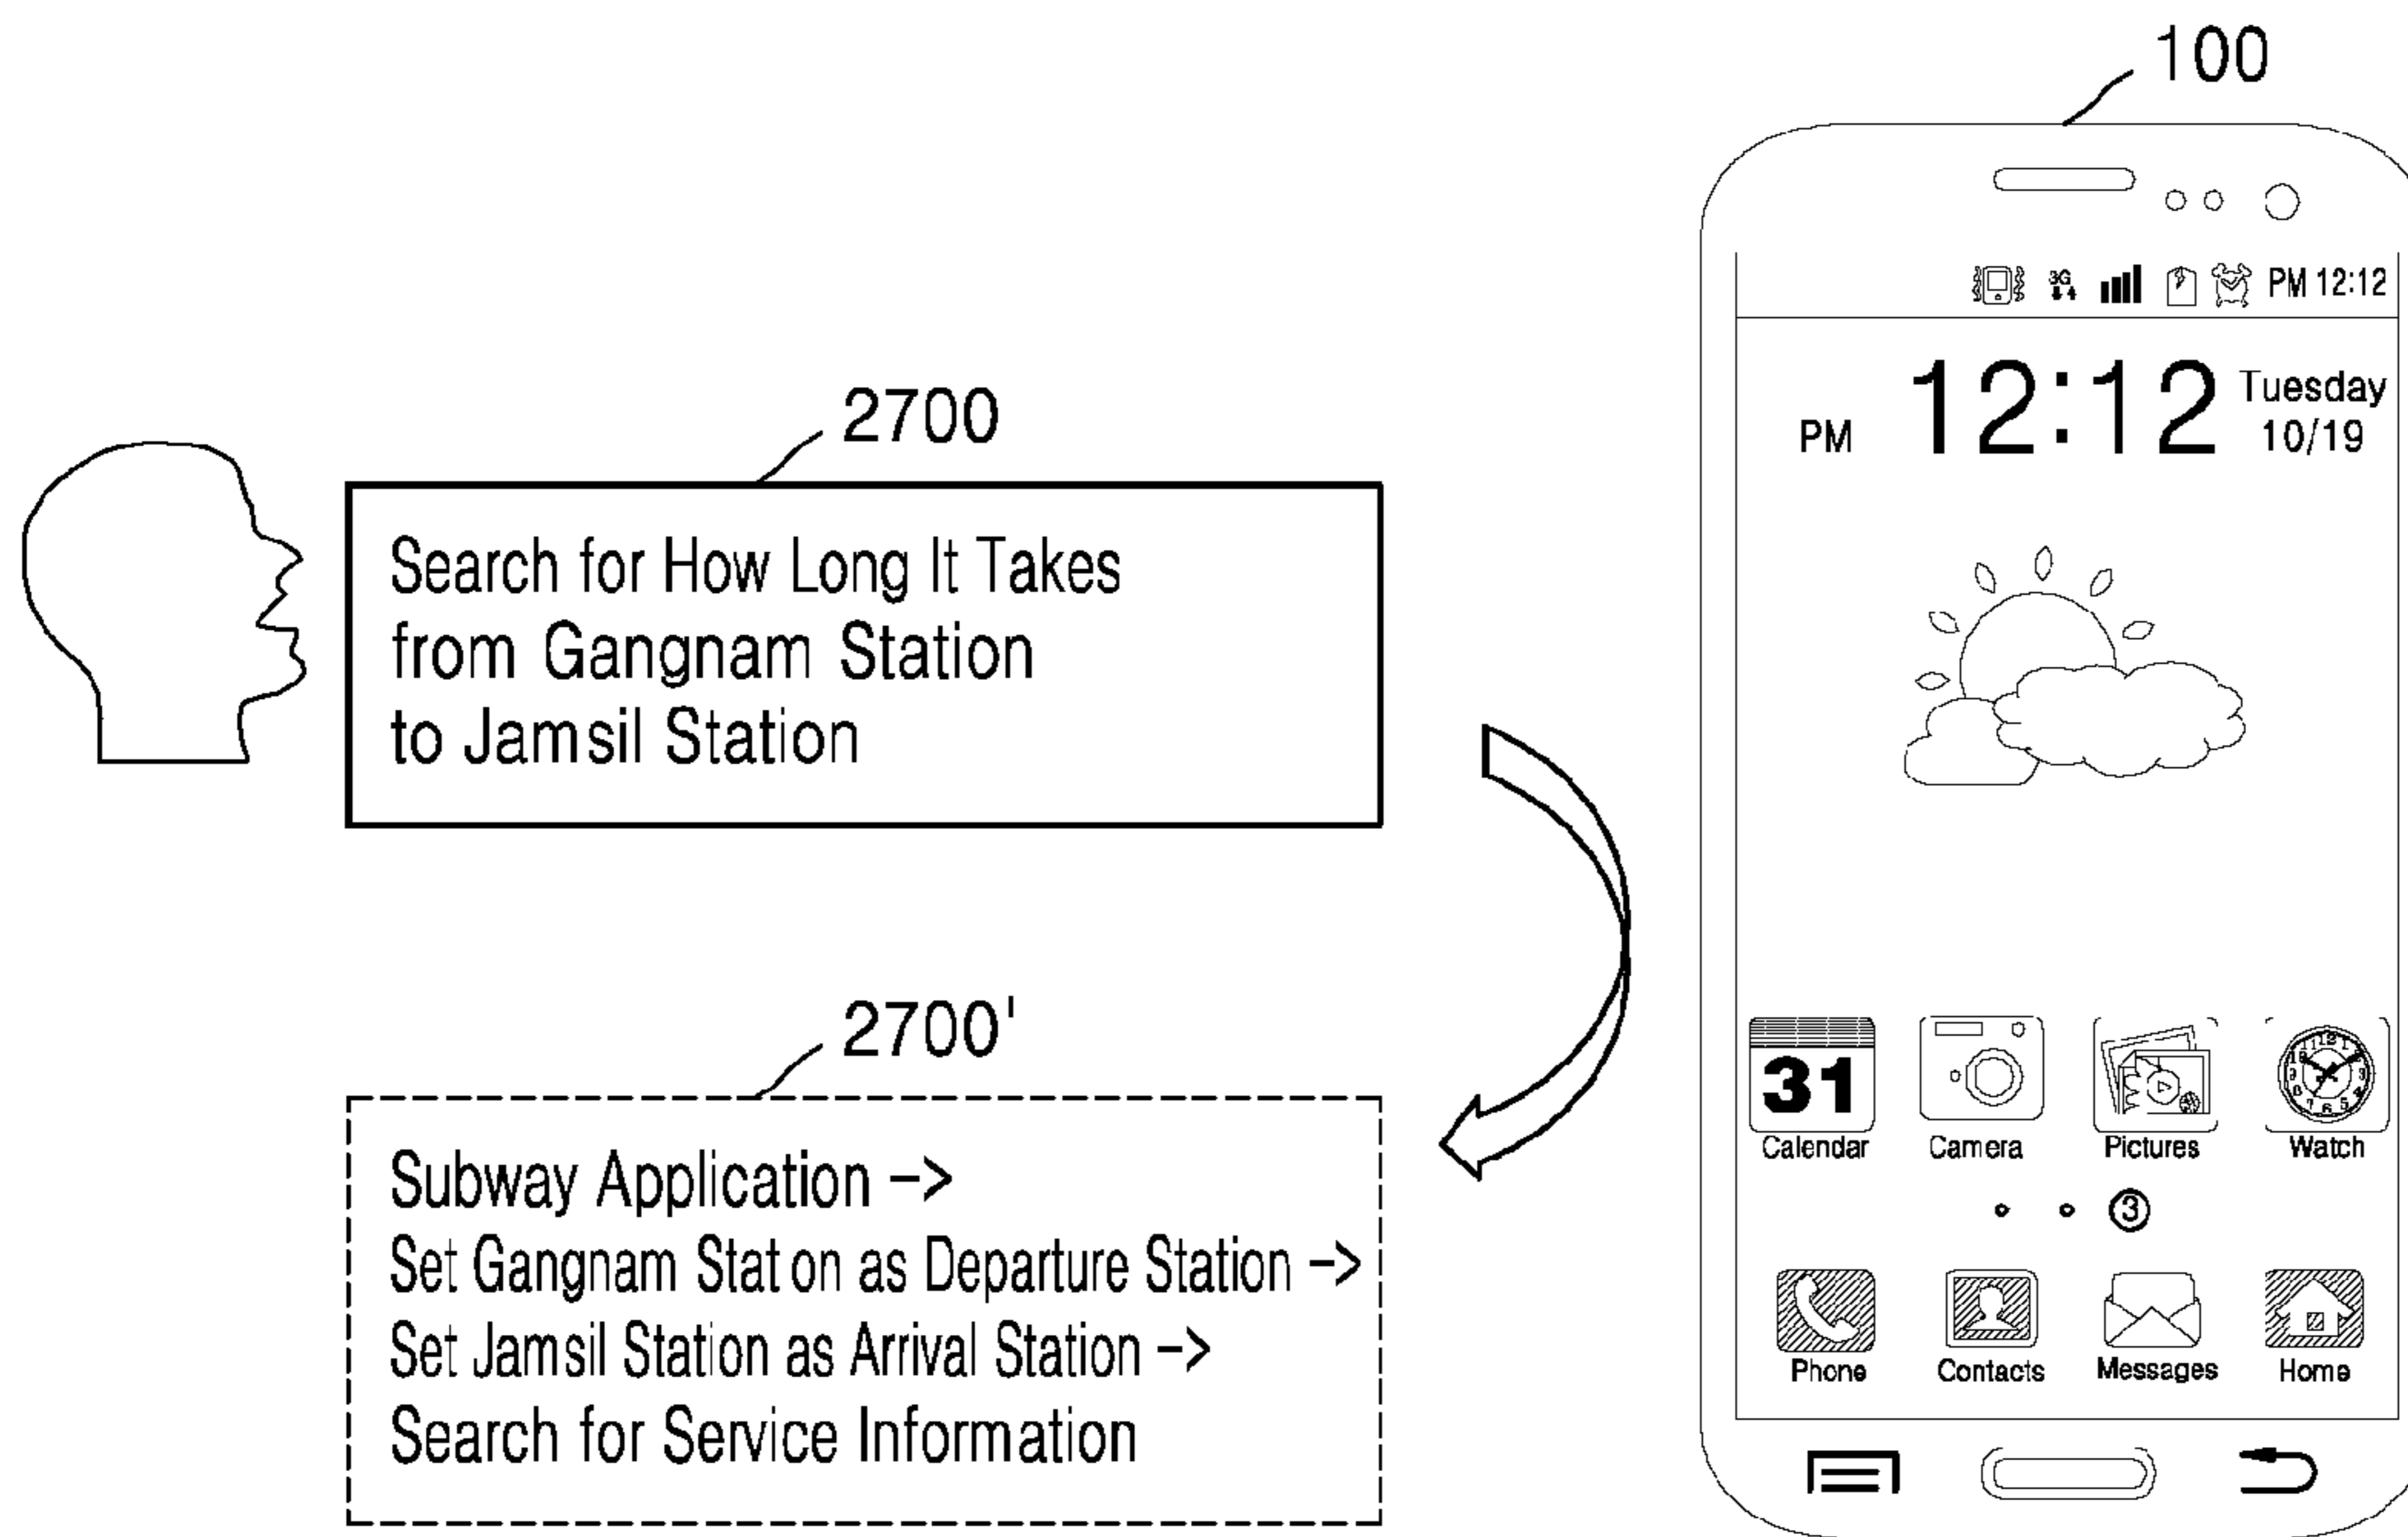 100
3G
PM 12:12
PM 12:12 Tuesday
10/19
2700
Search for How Long It Takes
from Gangnam Station
to Jamsil Station
2700'
Subway Application ->
Set Gangnam Stat on as Departure Station ->
Set Jamsil Station as Arrival Station ->
Search for Service Information
31
Calendar Camera Pictures Watch
3
Phone Contacts Messages Home